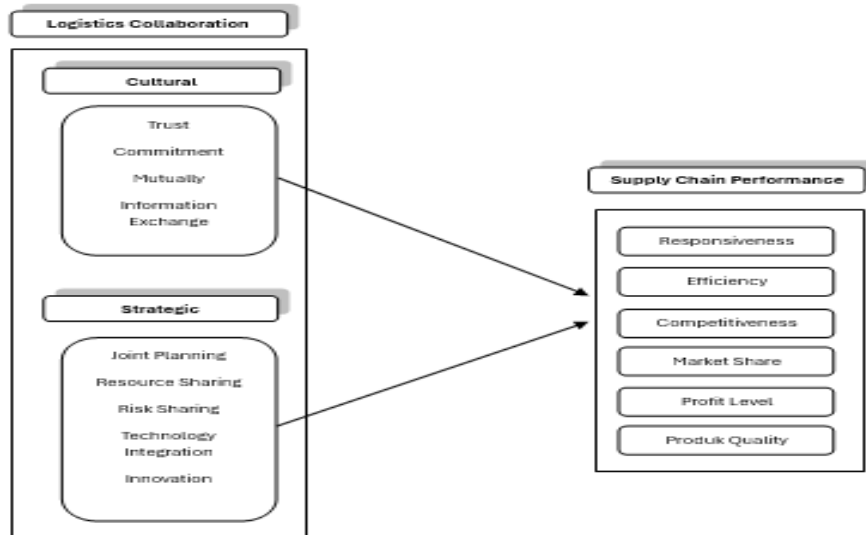 Logistics Collaboration
Cultural
Trust
Commitment
Mutually
Information
Exchange
Strategic
Joint Planning
Resource Sharing
Risk Sharing
Technology
Integration
Innovation
Supply Chain Performance
Responsiveness
Efficiency
Competitiveness
Market Share
Profit Level
Produk Quality